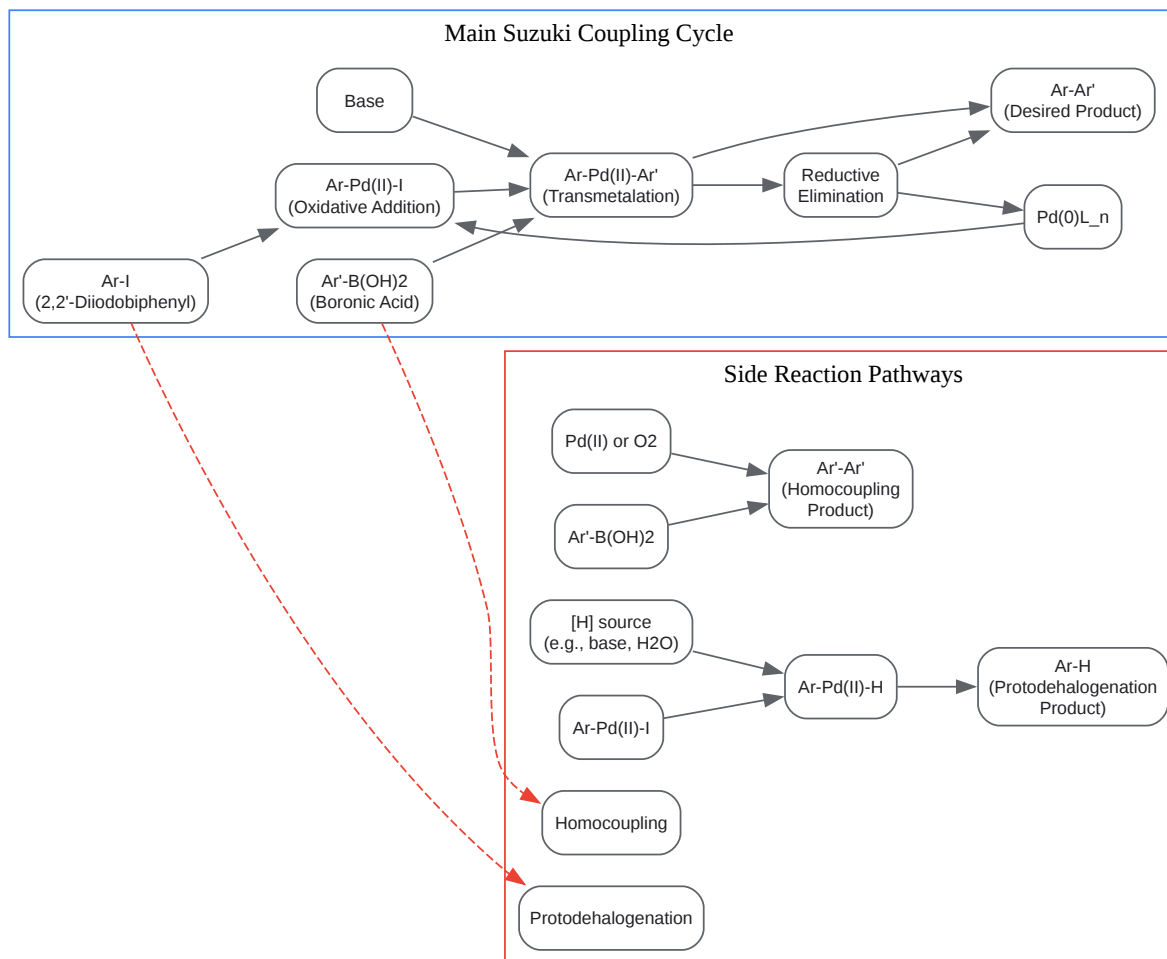 Main Suzuki Coupling Cycle
Base
Ar-Ar'
(Desired Product)
Ar-Pd(II)-I
(Oxidative Addition)
Ar-Pd(II)-Ar'
(Transmetalation)
Reductive
Elimination
Pd(0)L_n
Ar-I
(2,2'-Diiodobiphenyl)
Ar'-B(OH)2
(Boronic Acid)
Side Reaction Pathways
Pd(II) or O2
Ar'-Ar'
(Homocoupling
Product)
Ar'-B(OH)2
[H] source
(e.g., base, H2O)
Ar-Pd(II)-H
Ar-H
(Protodehalogenation
Product)
Ar-Pd(II)-I
Homocoupling
Protodehalogenation